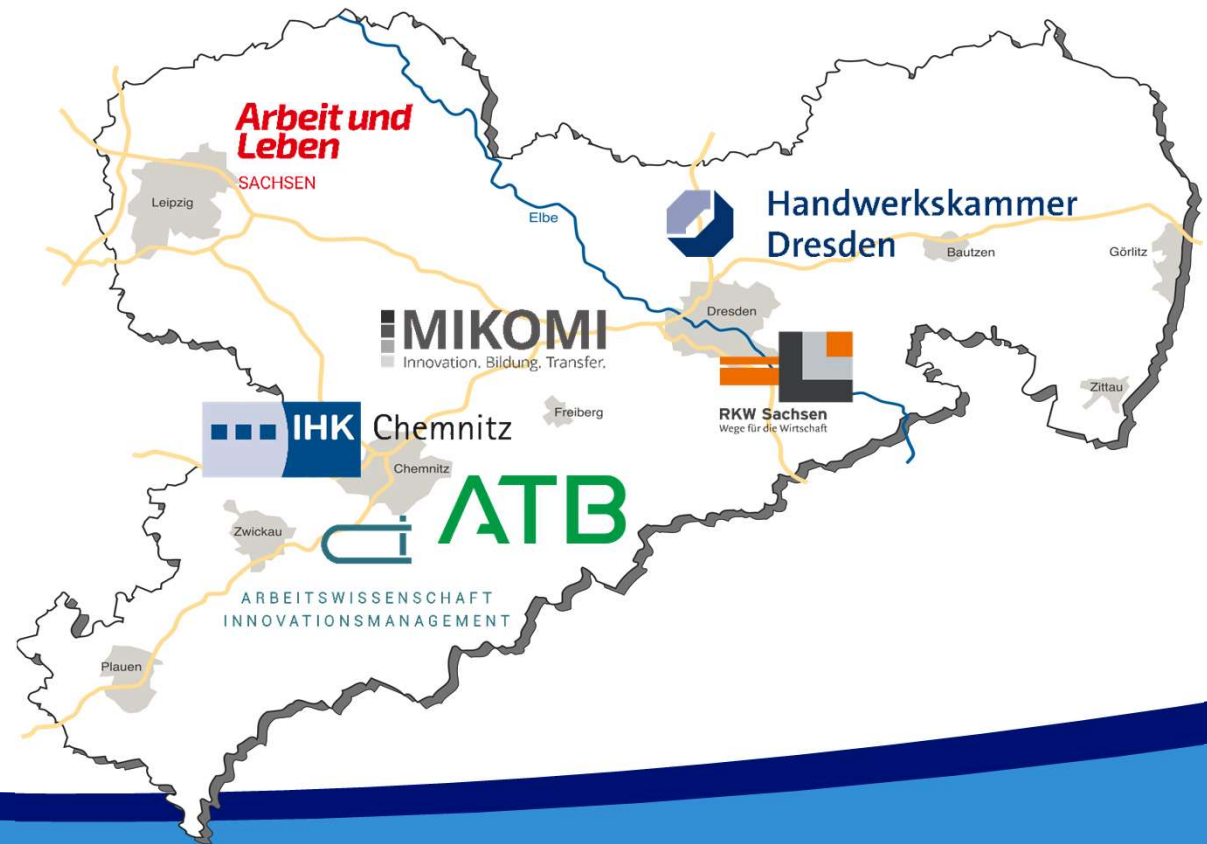 Arbeit und
Leben
SACHSEN
Leipzig
Elbe
Handwerkskammer
Dresden
Bautzen
Görlitz
MIKOMI
Innovation. Bildung. Transfer.
Dresden
RKW Sachsen
Wege für die Wirtschaft
Zittau
Freiberg
IHK Chemnitz
Chemnitz
ATB
Zwickau
ARBEITSWISSENSCHAFT
INNOVATIONSMANAGEMENT
Plauen